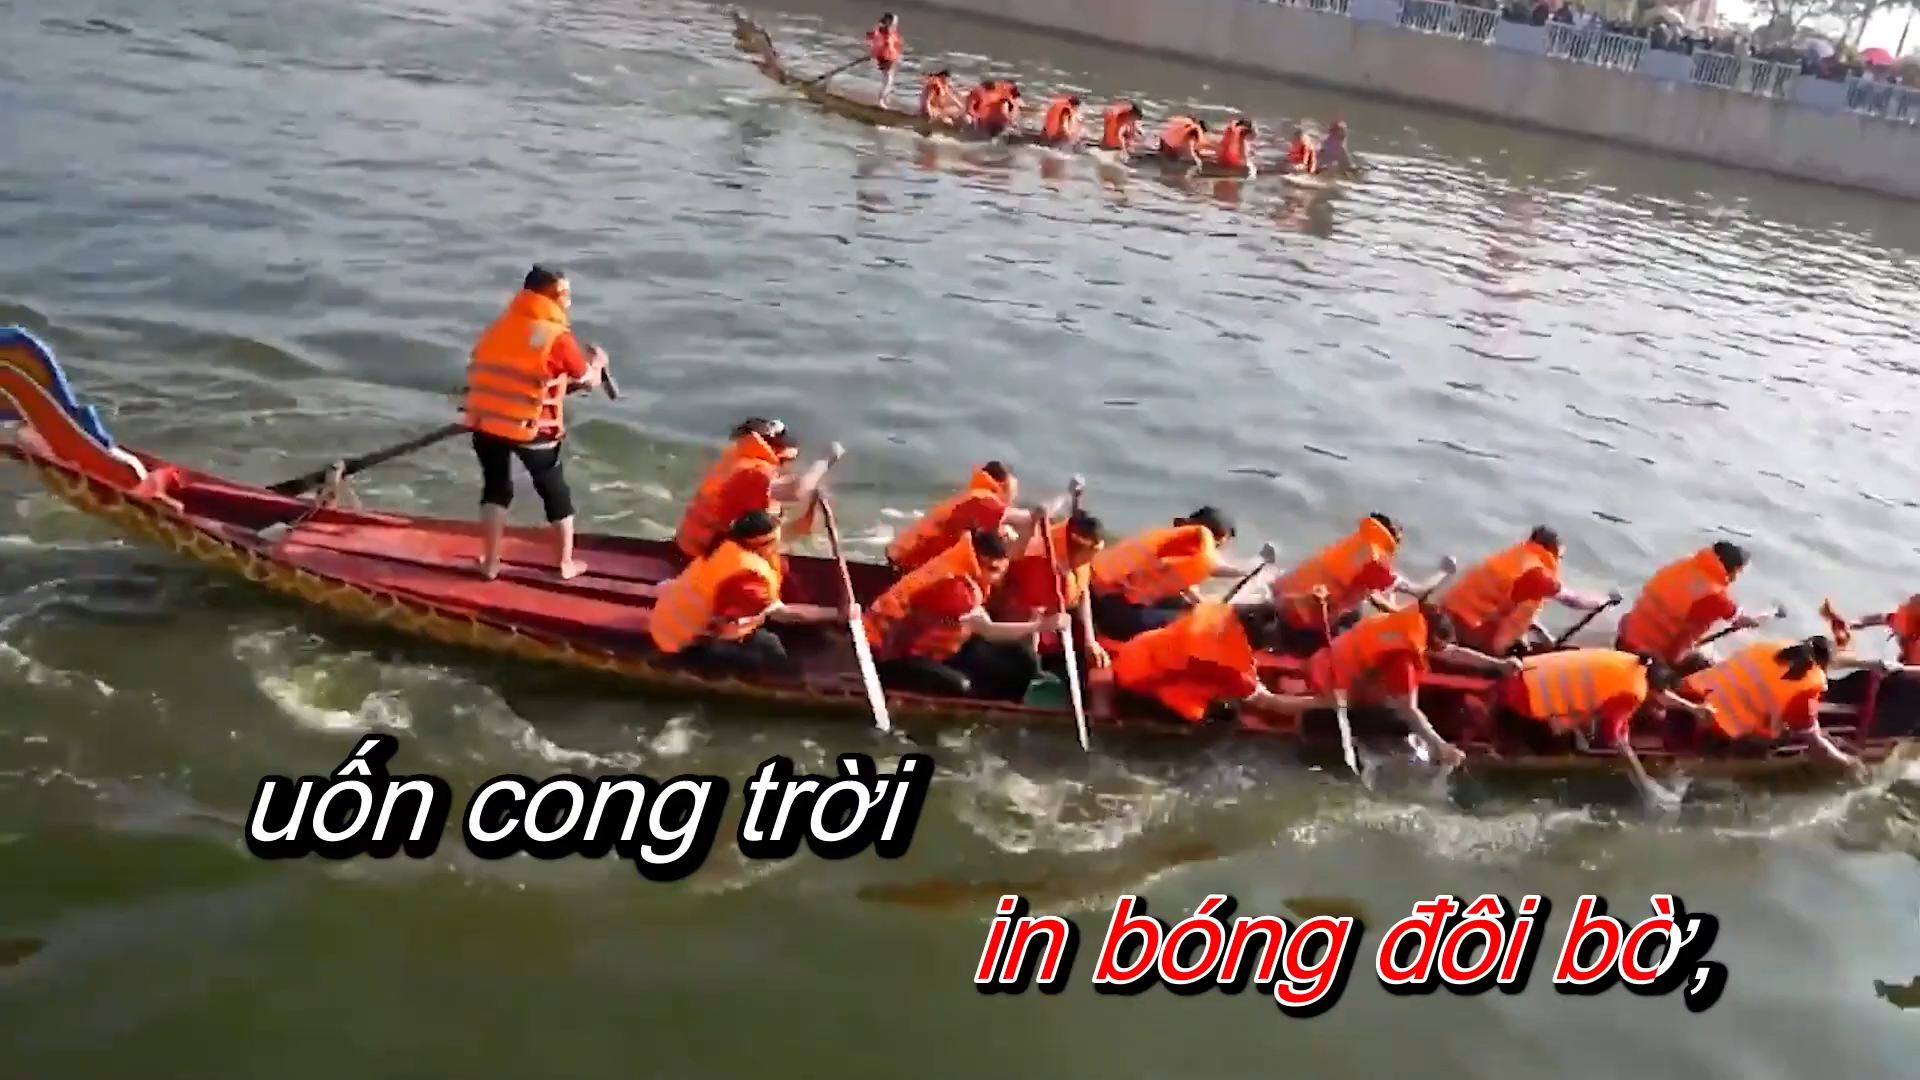 uốn cong trời
in bóng đôi bờ,